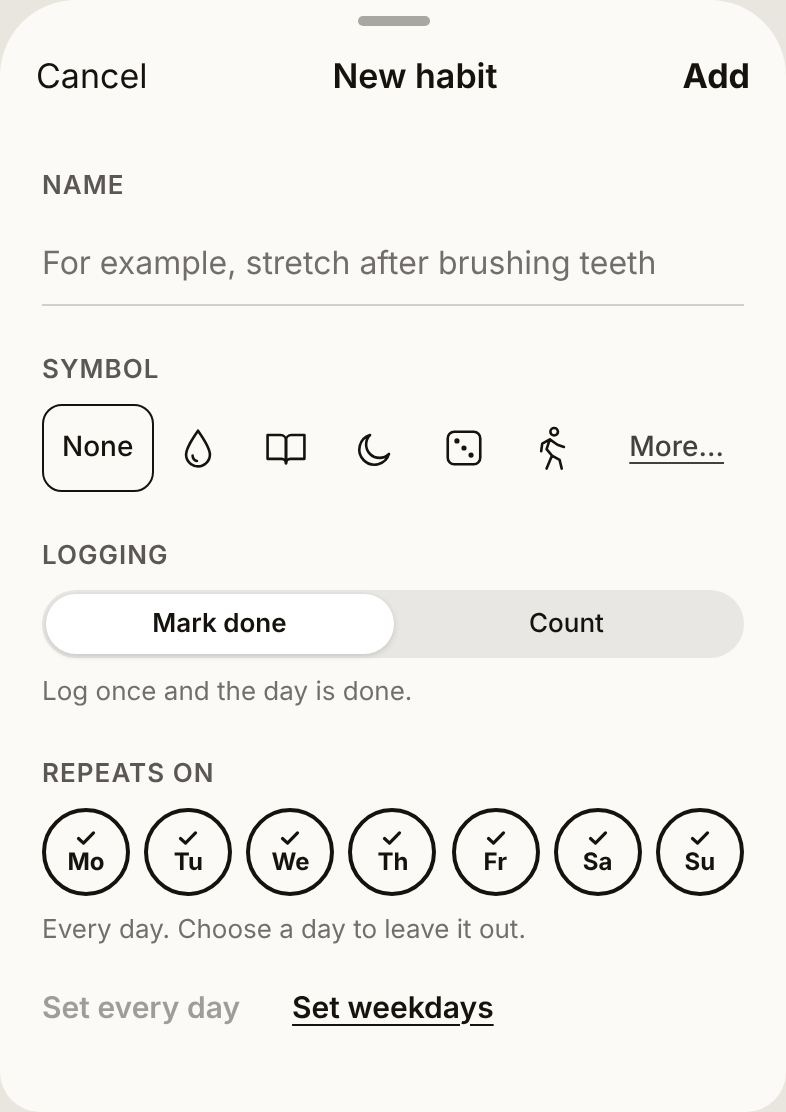 Cancel New habit Add
NAME
For example, stretch after brushing teeth
SYMBOL
None More...
LOGGING
Mark done Count
Log once and the day is done.
REPEATS ON
Mo Tu We Th Fr Sa Su
Every day. Choose a day to leave it out.
Set every day Set weekdays